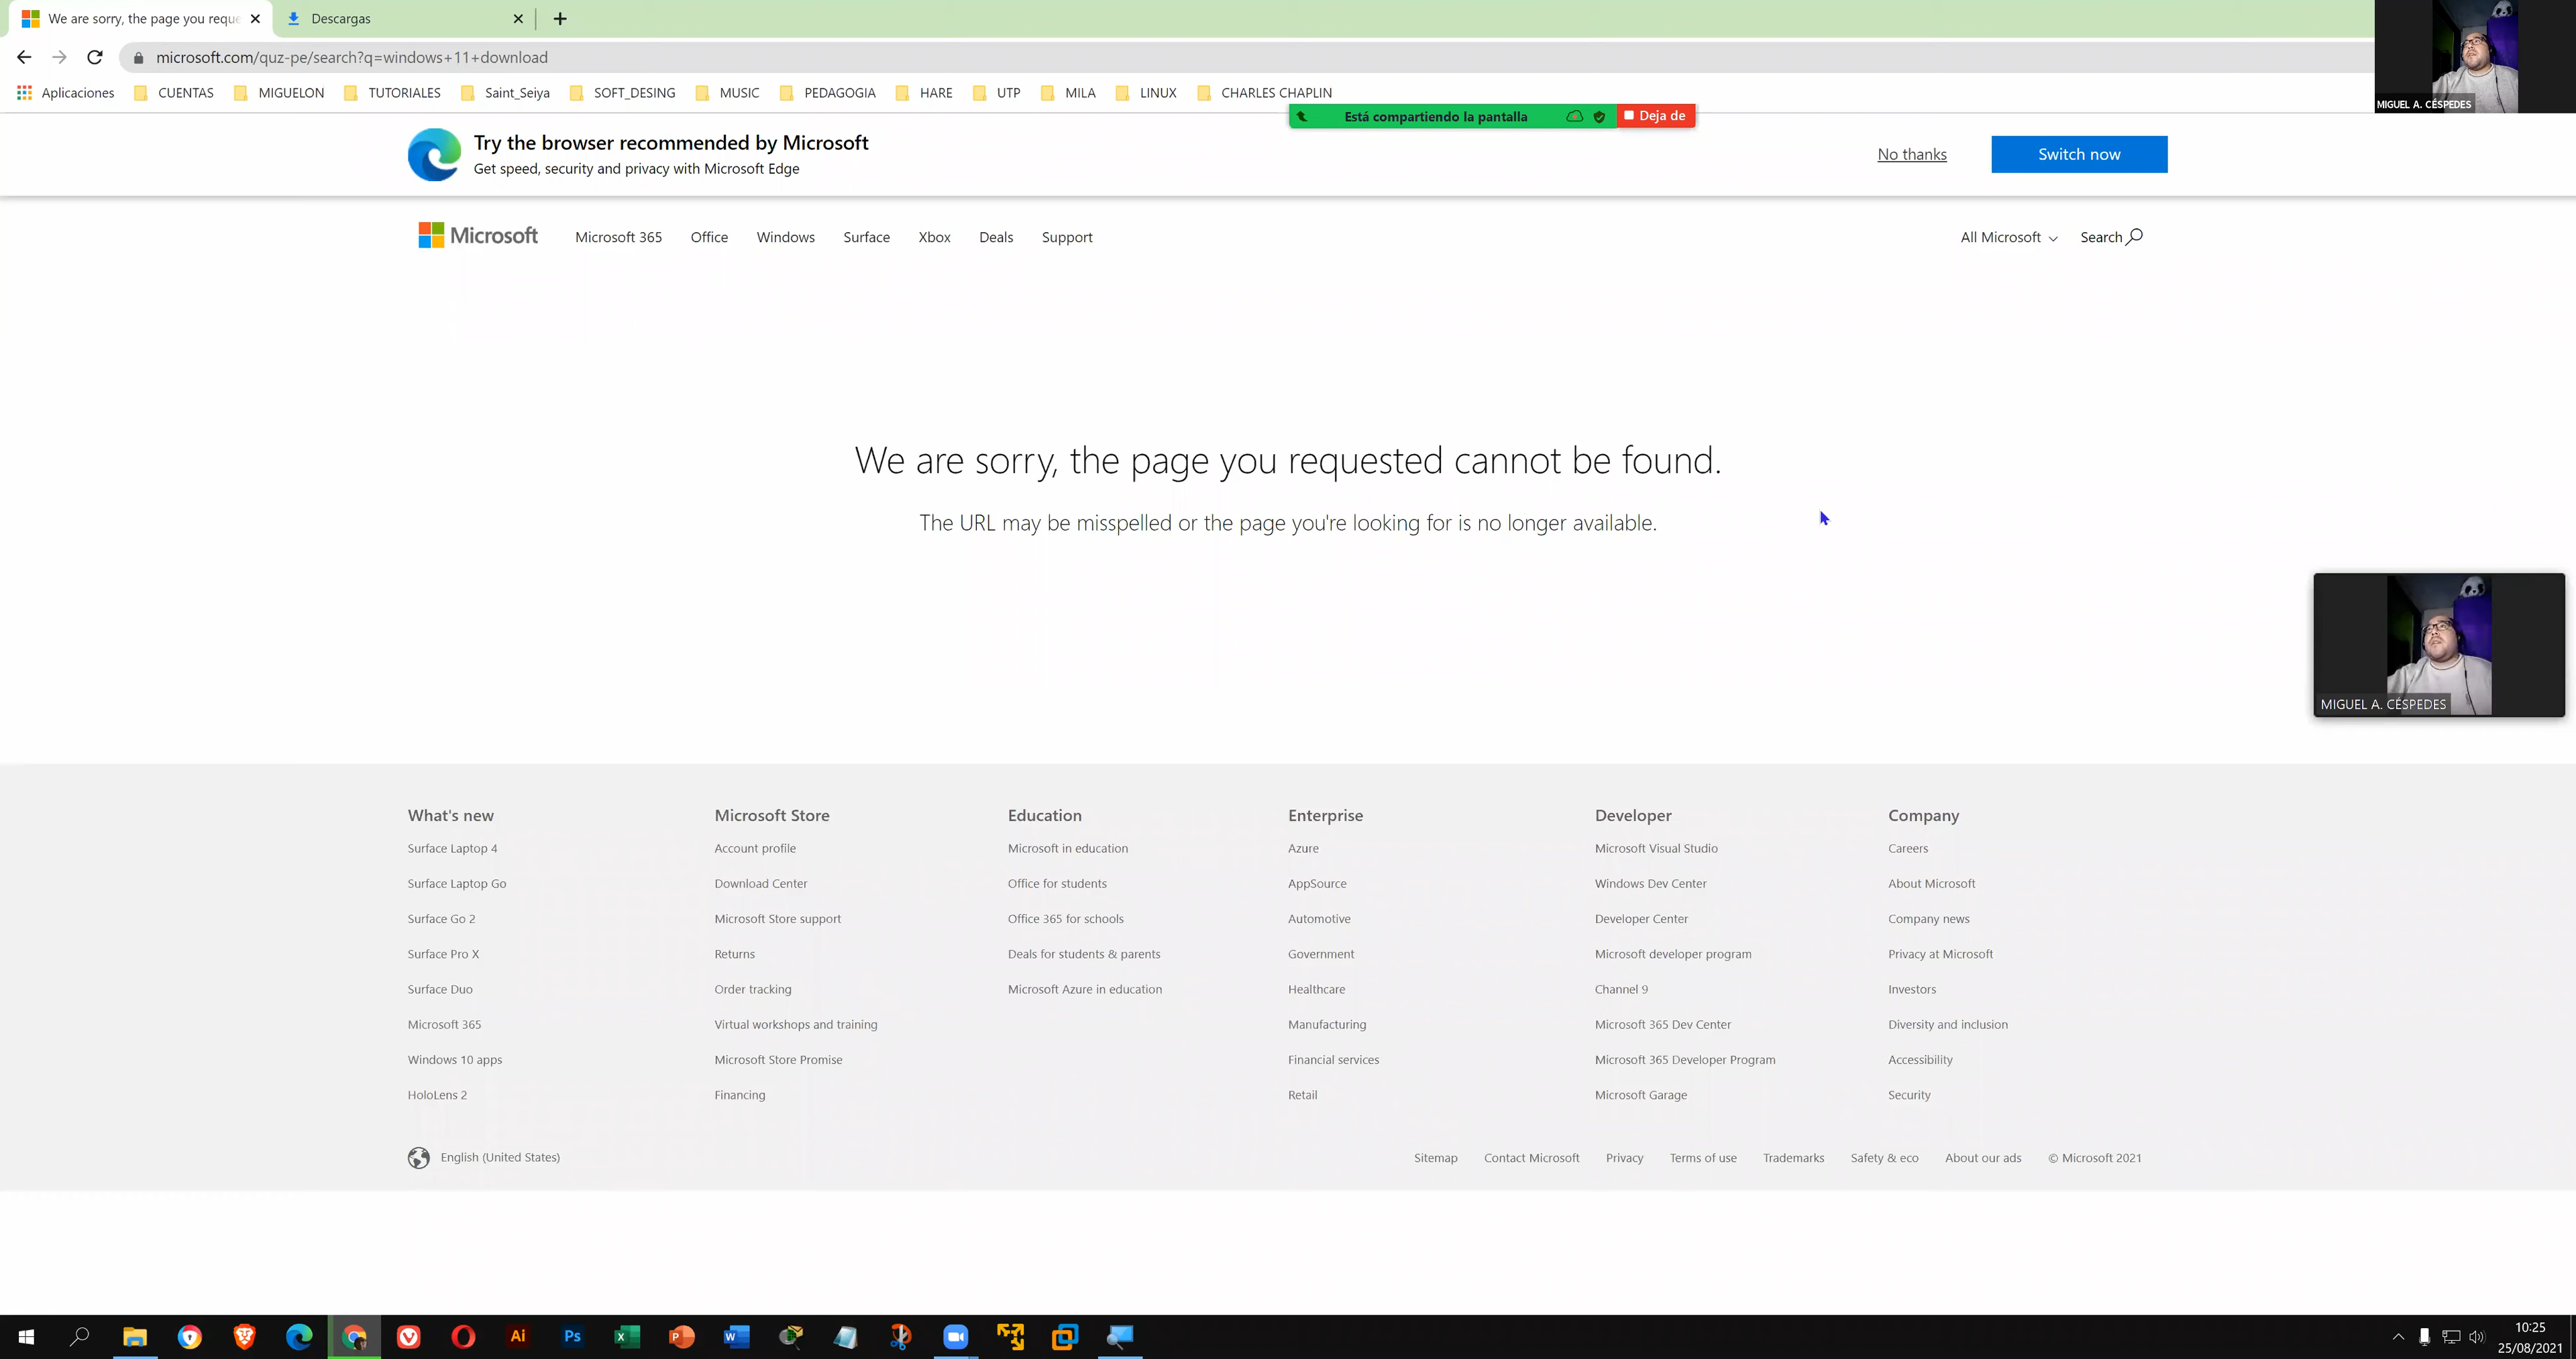 We are sorry, the page you reque
Descargas
microsoft.com/quz-pe/search?q=windows+11+download
Aplicaciones CUENTAS MIGUELON TUTORIALES Saint_Seiya SOFT_DESING MUSIC PEDAGOGIA HARE UTP MILA LINUX CHARLES CHAPLIN
MIGUEL A. CÉSPEDES
Está compartiendo la pantalla Deja de
Try the browser recommended by Microsoft
Get speed, security and privacy with Microsoft Edge
No thanks Switch now
Microsoft Microsoft 365 Office Windows Surface Xbox Deals Support All Microsoft Search
We are sorry, the page you requested cannot be found.
The URL may be misspelled or the page you're looking for is no longer available.
MIGUEL A. CÉSPEDES
What's new
Surface Laptop 4
Surface Laptop Go
Surface Go 2
Surface Pro X
Surface Duo
Microsoft 365
Windows 10 apps
HoloLens 2
Microsoft Store
Account profile
Download Center
Microsoft Store support
Returns
Order tracking
Virtual workshops and training
Microsoft Store Promise
Financing
Education
Microsoft in education
Office for students
Office 365 for schools
Deals for students & parents
Microsoft Azure in education
Enterprise
Azure
AppSource
Automotive
Government
Healthcare
Manufacturing
Financial services
Retail
Developer
Microsoft Visual Studio
Windows Dev Center
Developer Center
Microsoft developer program
Channel 9
Microsoft 365 Dev Center
Microsoft 365 Developer Program
Microsoft Garage
Company
Careers
About Microsoft
Company news
Privacy at Microsoft
Investors
Diversity and inclusion
Accessibility
Security
English (United States)
Sitemap Contact Microsoft Privacy Terms of use Trademarks Safety & eco About our ads © Microsoft 2021
Ai Ps X P W
10:25
25/08/2021